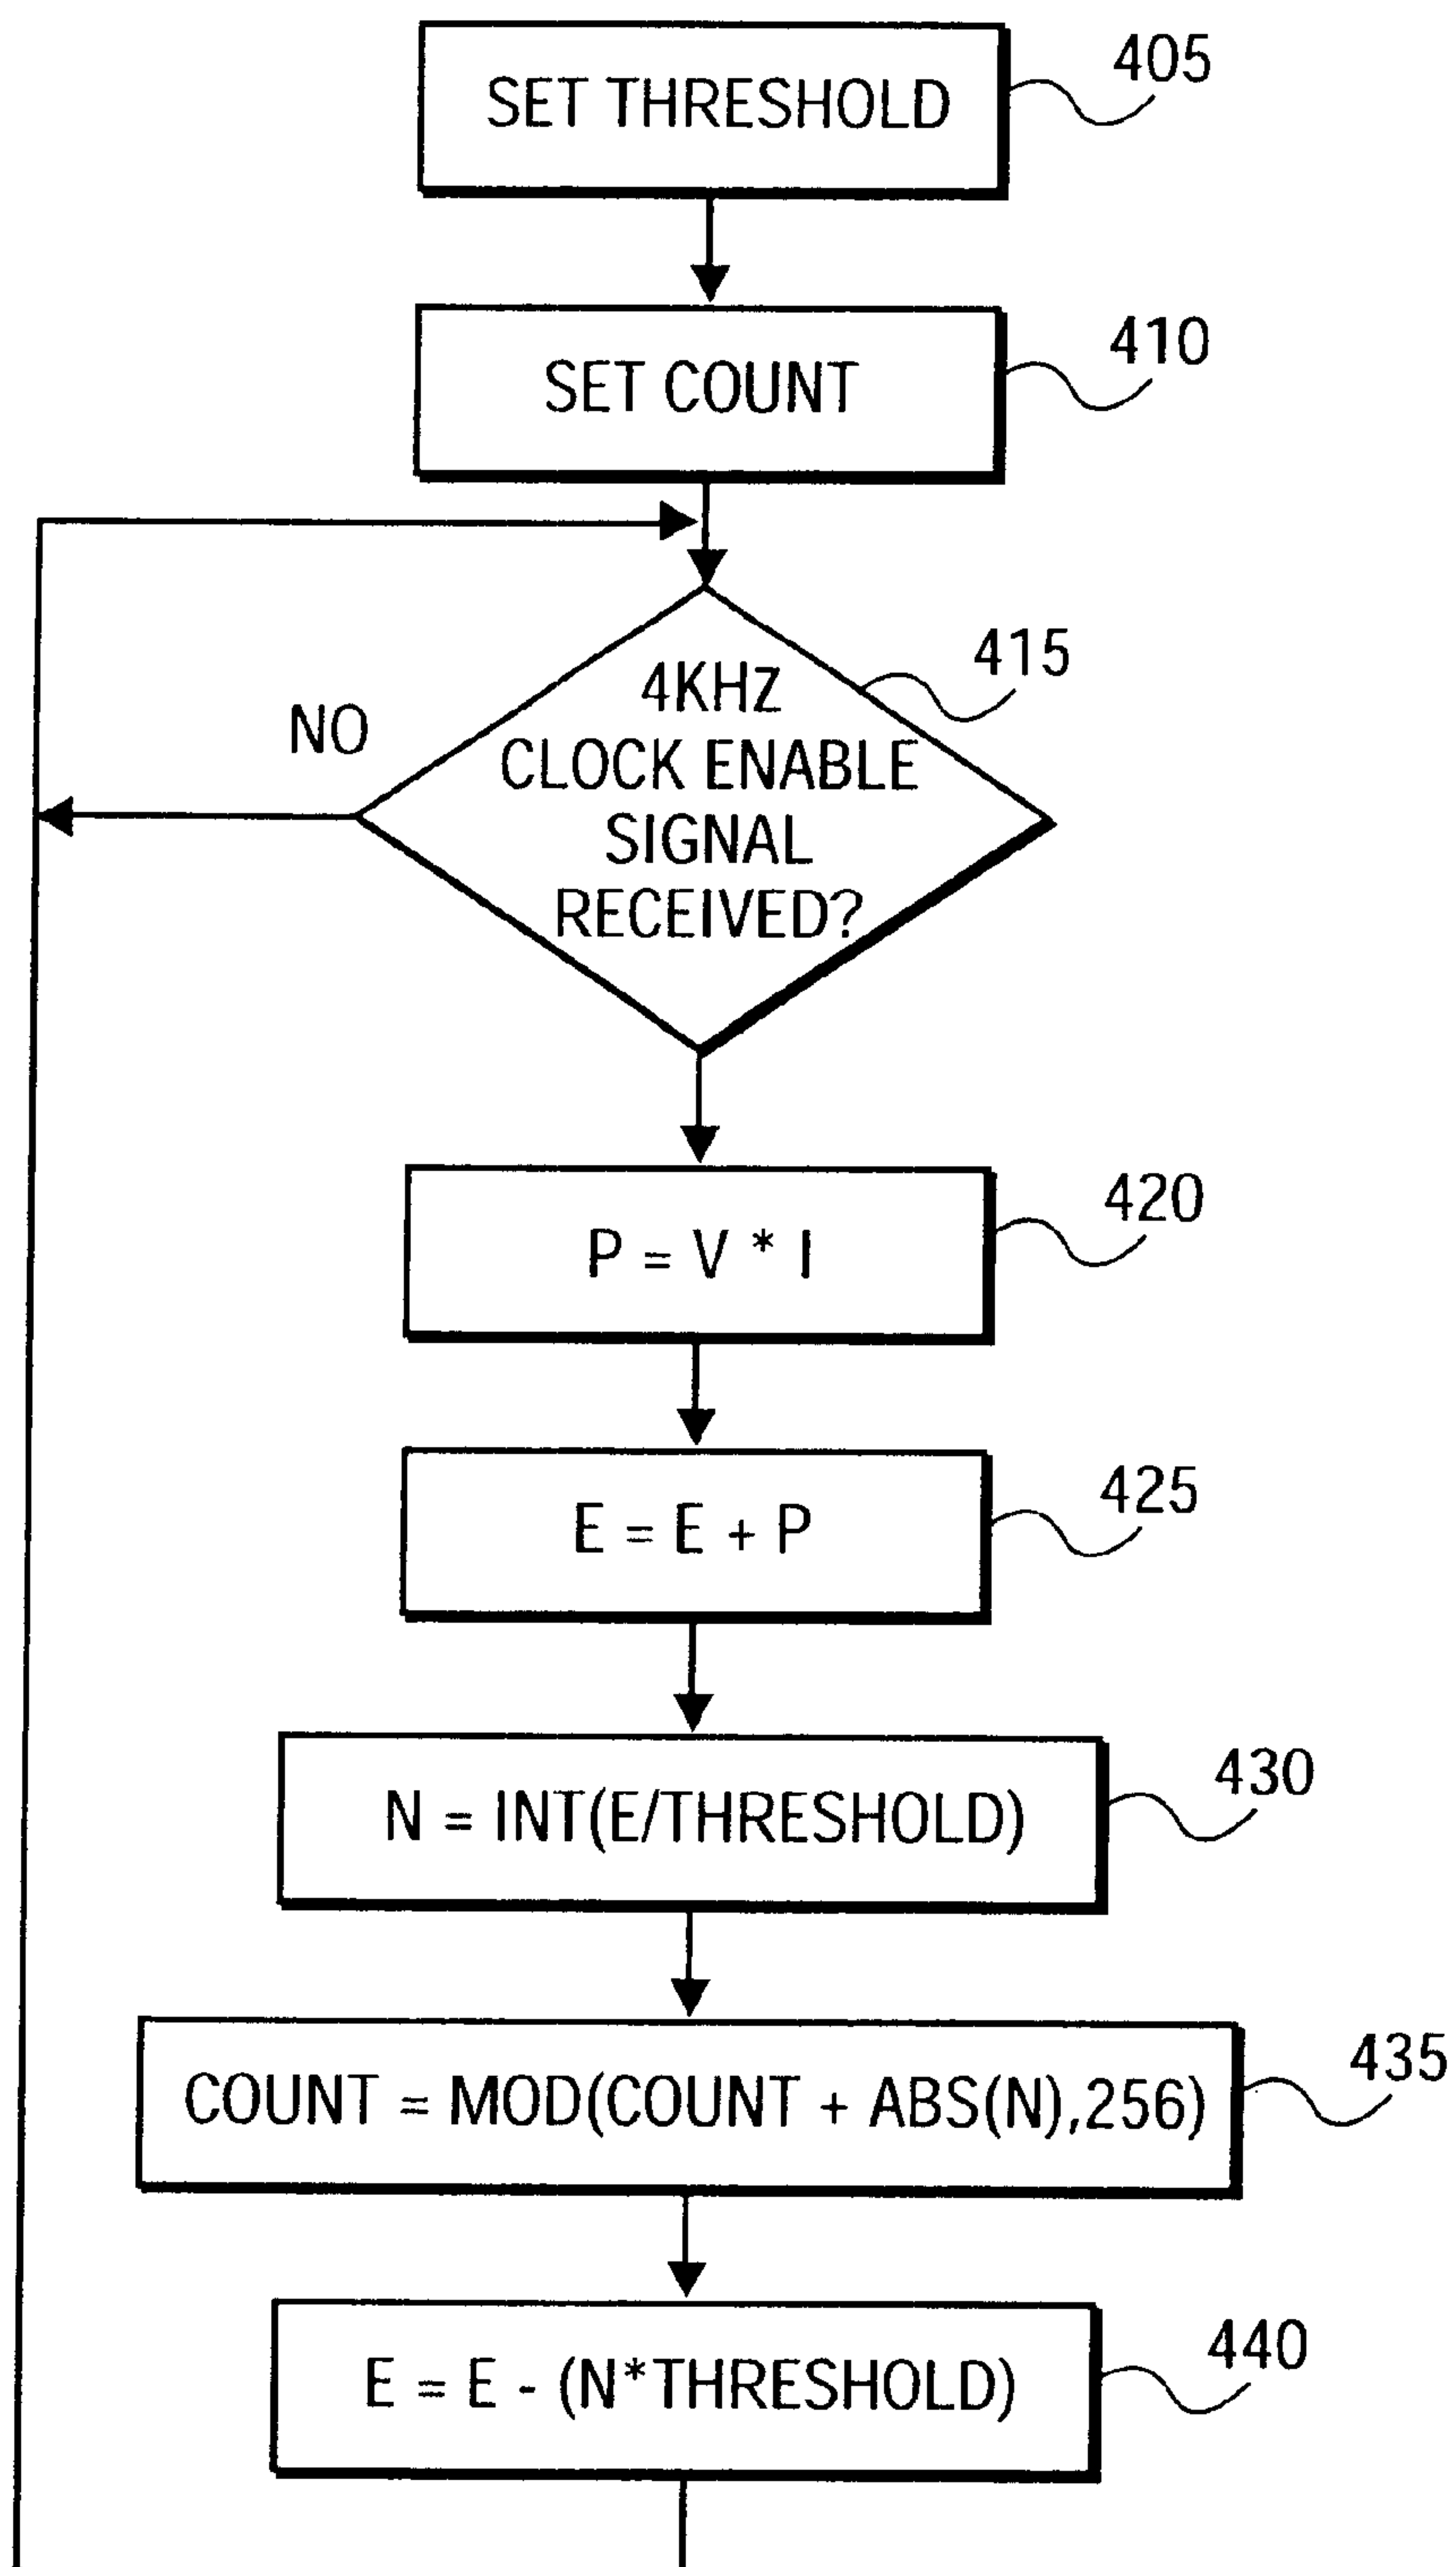 SET THRESHOLD
405
SET COUNT
410
4KHz
CLOCK ENABLE
SIGNAL
RECEIVED?
415
NO
P = V * I
420
E = E + P
425
N = INT(E/THRESHOLD)
430
COUNT = MOD(COUNT + ABS(N),256)
435
E = E - (N*THRESHOLD)
440